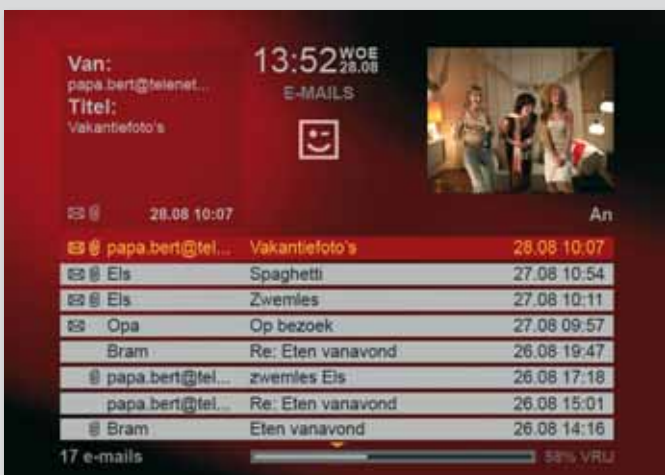 Van:
papa.bert@telenet...
Titel:
Vakantiefoto's
28.08 10:07
13:52 WOE 28.08
E-MAILS
An
papa.bert@tel... Vakantiefoto's 28.08 10:07
Els Spaghetti 27.08 10:54
Els Zwemles 27.08 10:11
Opa Op bezoek 27.08 09:57
Bram Re: Eten vanavond 26.08 19:47
papa.bert@tel... zwemles Els 26.08 17:18
papa.bert@tel... Re: Eten vanavond 26.08 15:01
Bram Eten vanavond 26.08 14:16
17 e-mails 58% VRIJ